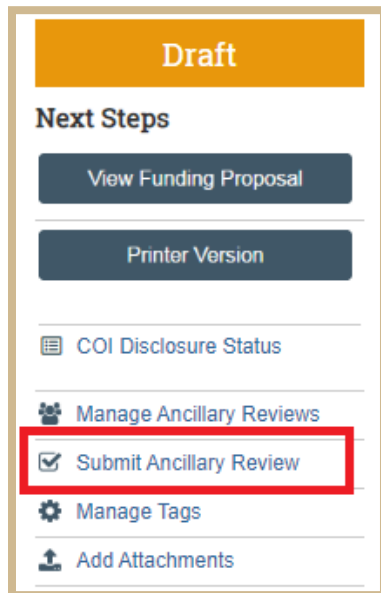 Draft
Next Steps
View Funding Proposal
Printer Version
COI Disclosure Status
Manage Ancillary Reviews
Submit Ancillary Review
Manage Tags
Add Attachments